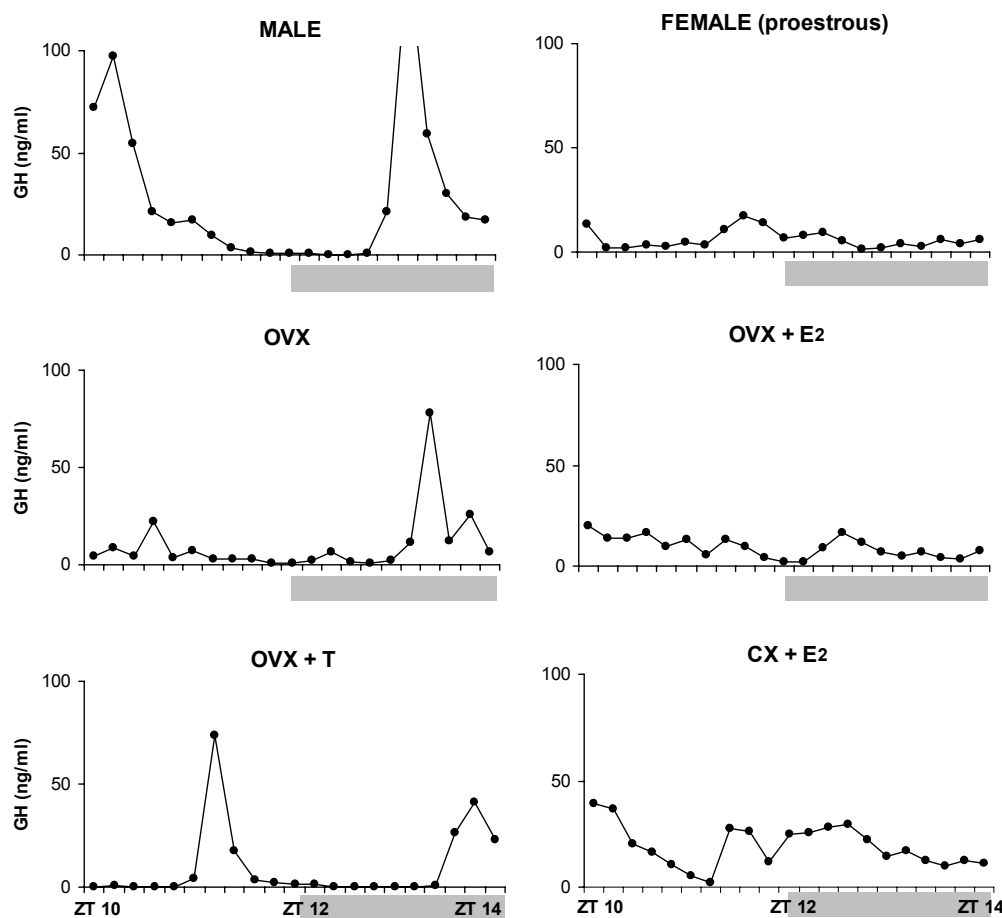 MALE
FEMALE (proestrous)
100
50
0
GH (ng/ml)
100
50
0
OVX
OVX + E2
100
50
0
GH (ng/ml)
100
50
0
OVX + T
CX + E2
100
50
0
GH (ng/ml)
100
50
0
ZT 10 ZT 12 ZT 14
ZT 10 ZT 12 ZT 14